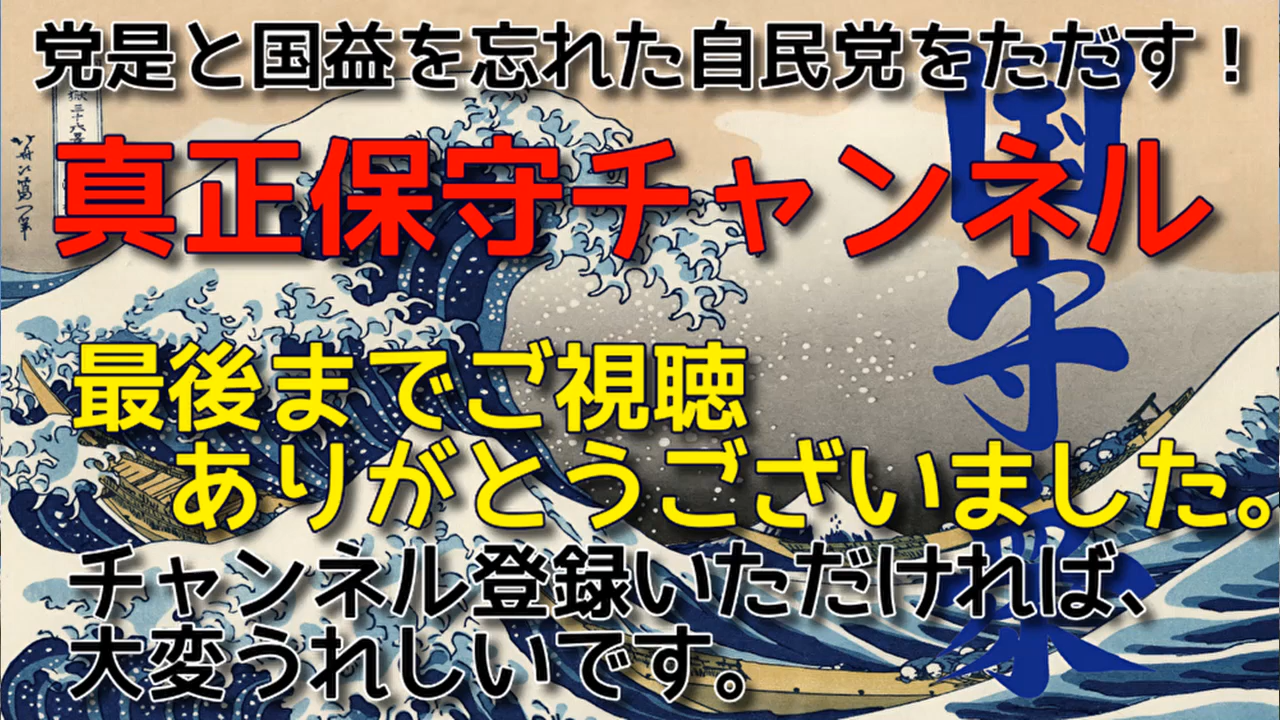 党是と国益を忘れた自民党をただす！
真正保守チャンネル
最後までご視聴
ありがとうございました。
チャンネル登録いただければ、
大変うれしいです。
国守衆